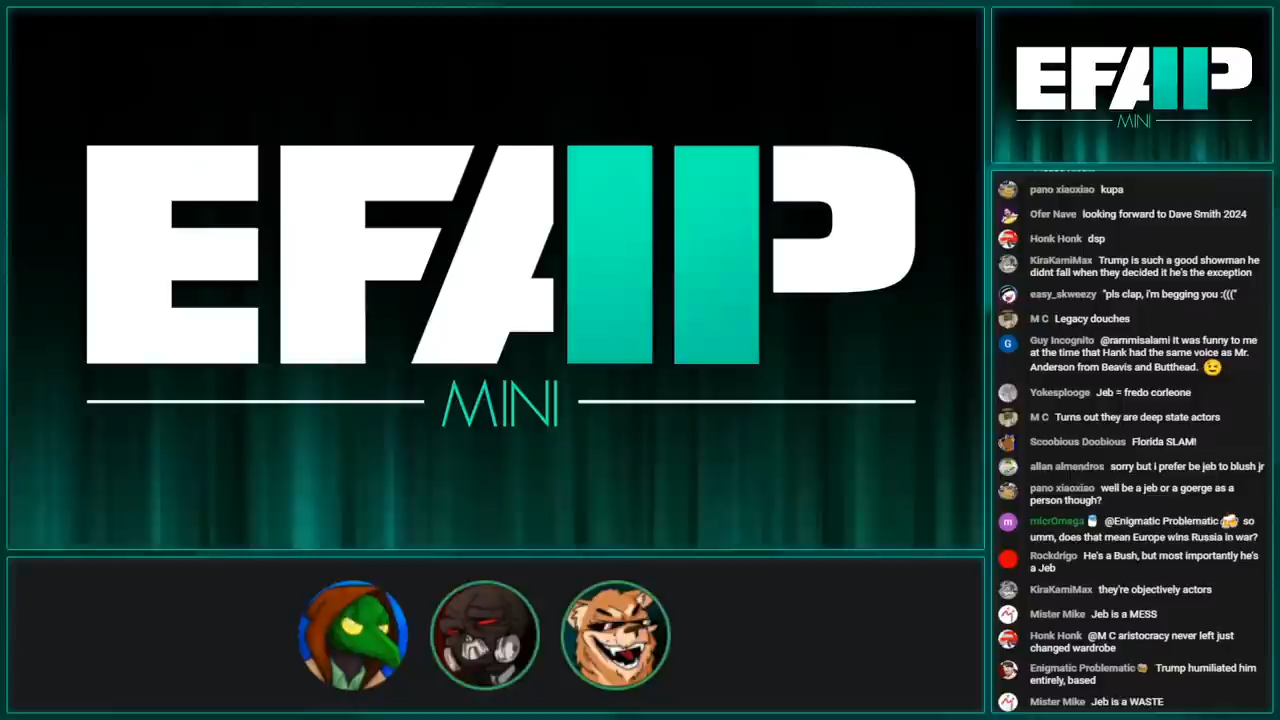 EFAP
MINI
EFAP
MINI
pano xiaoxiao kupa
Ofer Nave looking forward to Dave Smith 2024
Honk Honk dsp
KiraKamiMax Trump is such a good showman he
didnt fall when they decided it he's the exception
easy_skweezy "pls clap, i'm begging you :((("
M C Legacy douches
Guy Incognito @rammisalami It was funny to me
at the time that Hank had the same voice as Mr.
Anderson from Beavis and Butthead.
Yokesplooge Jeb = fredo corleone
M C Turns out they are deep state actors
Scoobious Doobious Florida SLAM!
allan almendros sorry but i prefer be jeb to blush jr
pano xiaoxiao well be a jeb or a goerge as a
person though?
micr0mega @Enigmatic Problematic so
umm, does that mean Europe wins Russia in war?
Rockdrigo He's a Bush, but most importantly he's
a Jeb
KiraKamiMax they're objectively actors
Mister Mike Jeb is a MESS
Honk Honk @M C aristocracy never left just
changed wardrobe
Enigmatic Problematic Trump humiliated him
entirely, based
Mister Mike Jeb is a WASTE